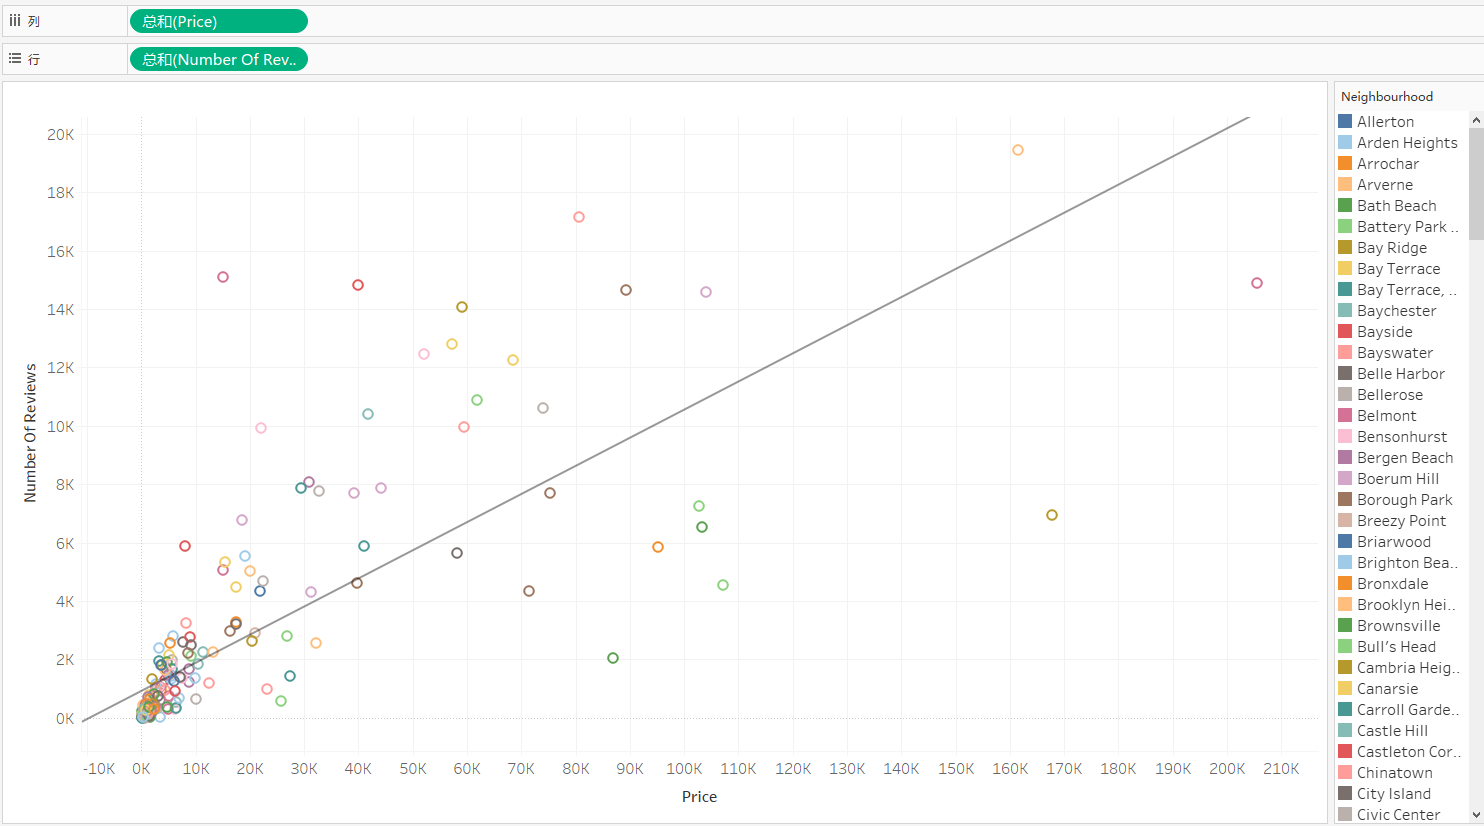 列
总和(Price)
行
总和(Number Of Rev..
Neighbourhood
Allerton
Arden Heights
Arrochar
Arverne
Bath Beach
Battery Park ..
Bay Ridge
Bay Terrace
Bay Terrace, ..
Baychester
Bayside
Bayswater
Belle Harbor
Bellerose
Belmont
Bensonhurst
Bergen Beach
Boerum Hill
Borough Park
Breezy Point
Briarwood
Brighton Bea..
Bronxdale
Brooklyn Hei..
Brownsville
Bull's Head
Cambria Heig..
Canarsie
Carroll Garde..
Castle Hill
Castleton Cor..
Chinatown
City Island
Civic Center
Number Of Reviews
20K
18K
16K
14K
12K
10K
8K
6K
4K
2K
0K
-10K 0K 10K 20K 30K 40K 50K 60K 70K 80K 90K 100K 110K 120K 130K 140K 150K 160K 170K 180K 190K 200K 210K
Price